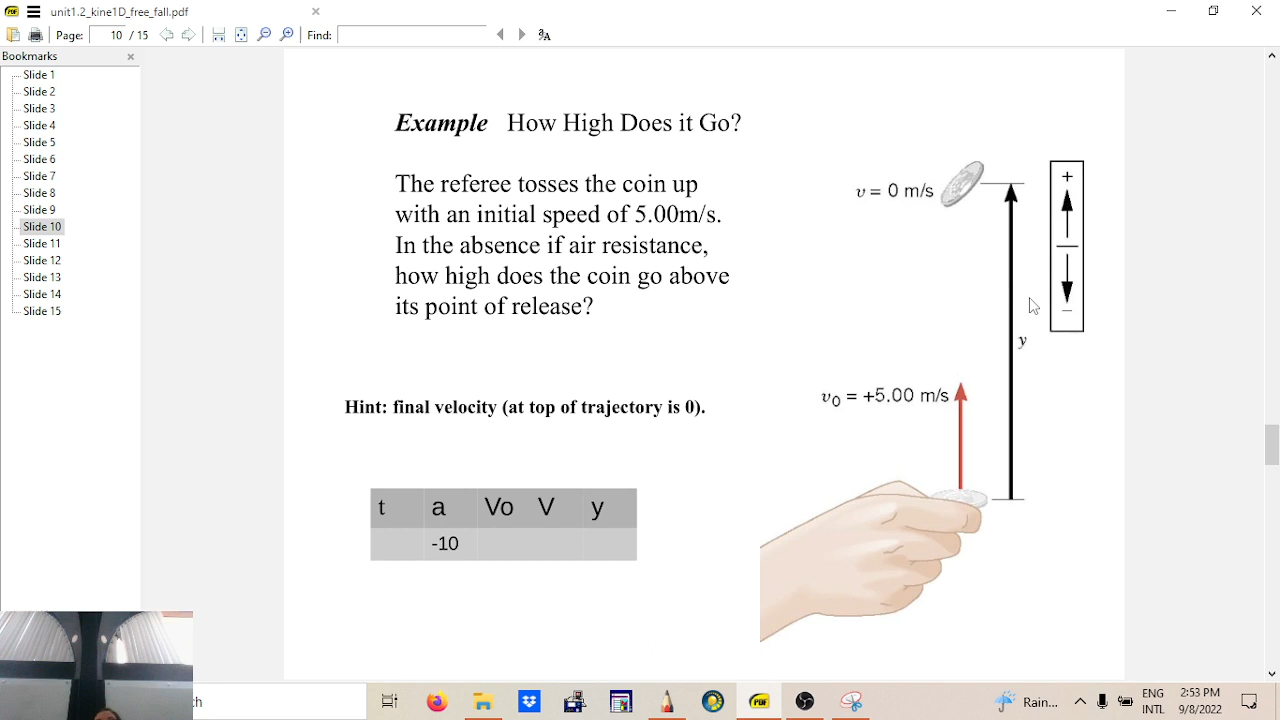 unit1.2_kine1D_free_fall.pdf
Page: 10 / 15 Find:
Bookmarks
Slide 1
Slide 2
Slide 3
Slide 4
Slide 5
Slide 6
Slide 7
Slide 8
Slide 9
Slide 10
Slide 11
Slide 12
Slide 13
Slide 14
Slide 15
Example How High Does it Go?
The referee tosses the coin up
with an initial speed of 5.00m/s.
In the absence if air resistance,
how high does the coin go above
its point of release?
Hint: final velocity (at top of trajectory is 0).
t a Vo V y
-10
v = 0 m/s
+
−
y
v0 = +5.00 m/s
PDF
Rain...
ENG
INTL
2:53 PM
9/8/2022